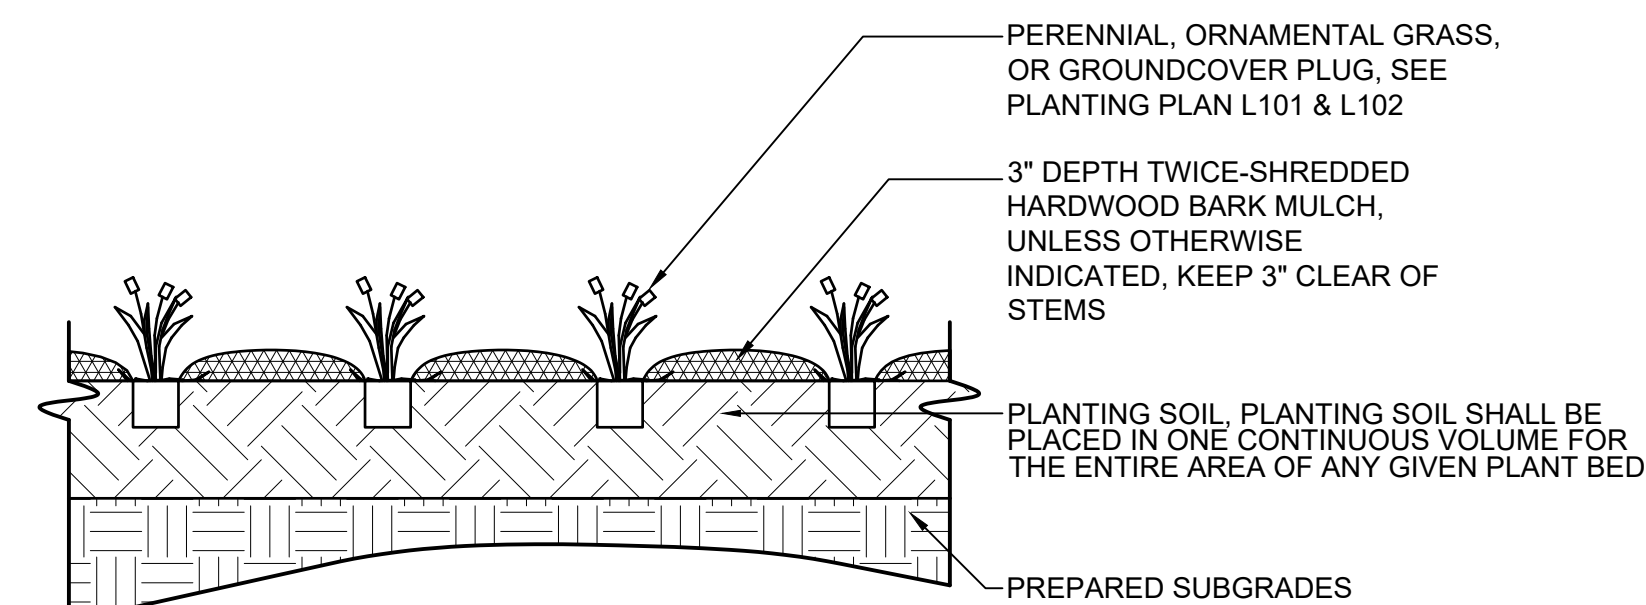 PERENNIAL, ORNAMENTAL GRASS,
OR GROUNDCOVER PLUG, SEE
PLANTING PLAN L101 & L102
3" DEPTH TWICE-SHREDDED
HARDWOOD BARK MULCH,
UNLESS OTHERWISE
INDICATED, KEEP 3" CLEAR OF
STEMS
PLANTING SOIL, PLANTING SOIL SHALL BE
PLACED IN ONE CONTINUOUS VOLUME FOR
THE ENTIRE AREA OF ANY GIVEN PLANT BED
PREPARED SUBGRADES